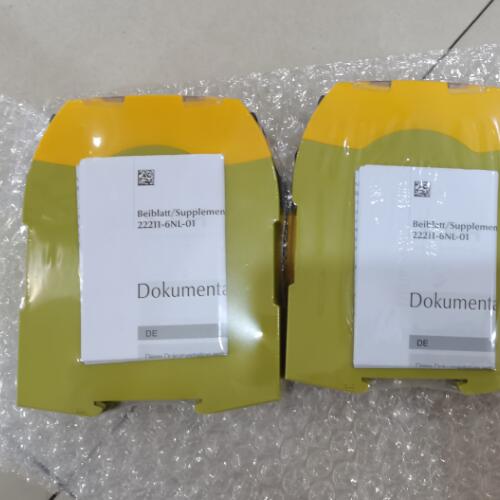 Beiblatt/Supplemen
22211-6NL-01
Dokumenta
DE
Beiblatt/Supplemen
22211-6NL-01
Dokumenta
DE